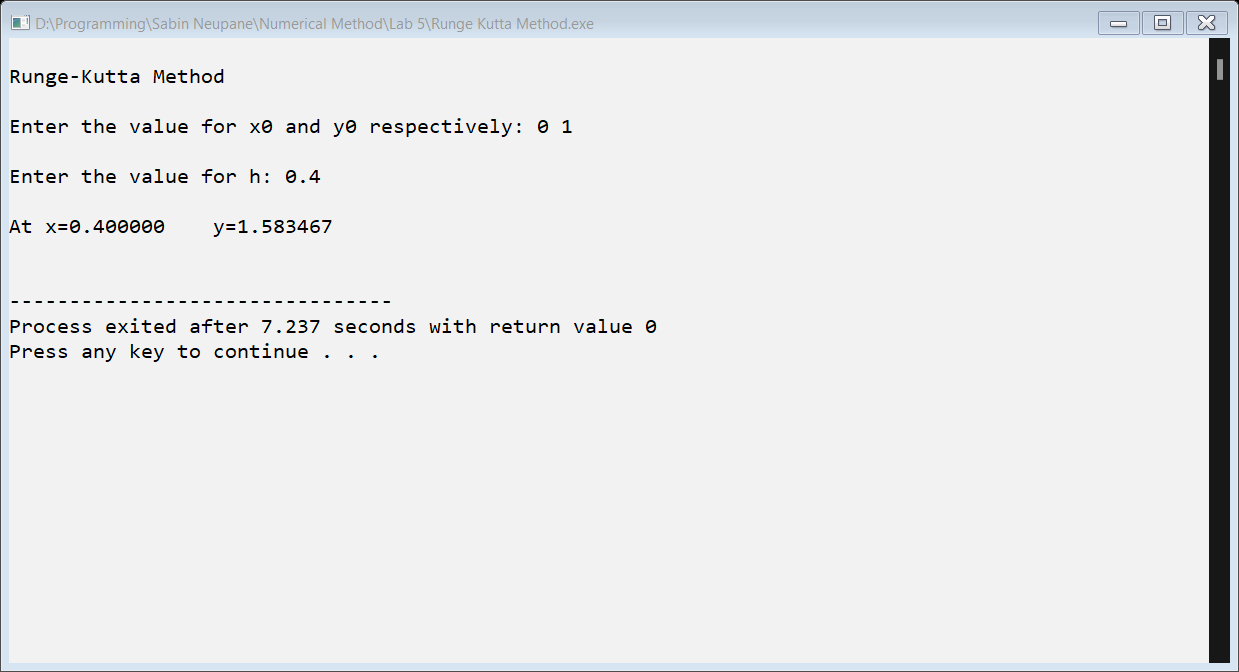 D:\Programming\Sabin Neupane\Numerical Method\Lab 5\Runge Kutta Method.exe
Runge-Kutta Method
Enter the value for x0 and y0 respectively: 0 1
Enter the value for h: 0.4
At x=0.400000    y=1.583467
--------------------------------
Process exited after 7.237 seconds with return value 0
Press any key to continue . . .